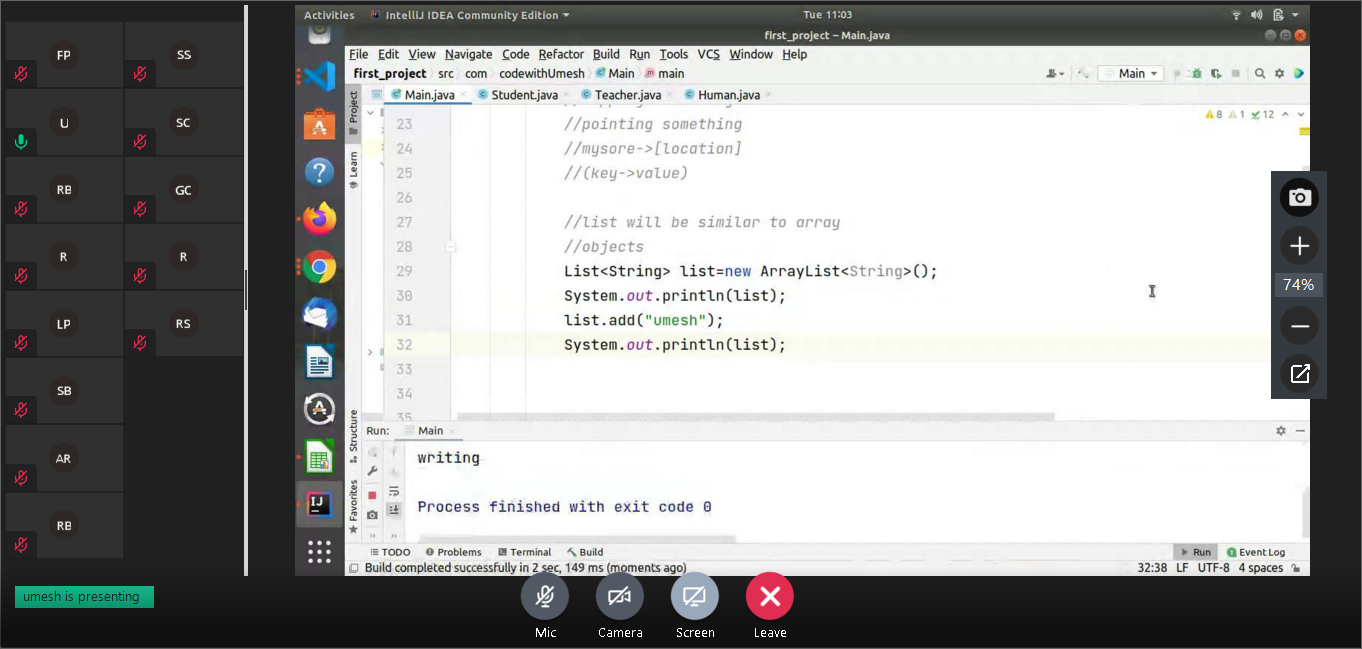 FP
SS
U
SC
RB
GC
R
R
LP
RS
SB
AR
RB
umesh is presenting
Activities IntelliJ IDEA Community Edition Tue 11:03
first_project – Main.java
File Edit View Navigate Code Refactor Build Run Tools VCS Window Help
first_project src com codewithUmesh Main main Main
Main.java Student.java Teacher.java Human.java
Project
Learn
Structure
Favorites
8 1 12
23 //pointing something
24 //mysore->[location]
25 //(key->value)
26
27 //list will be similar to array
28 //objects
29 List<String> list=new ArrayList<String>();
30 System.out.println(list);
31 list.add("umesh");
32 System.out.println(list);
33
34
35
Run: Main
writing
Process finished with exit code 0
TODO Problems Terminal Build Run Event Log
Build completed successfully in 2 sec, 149 ms (moments ago) 32:38 LF UTF-8 4 spaces
74%
Mic Camera Screen Leave